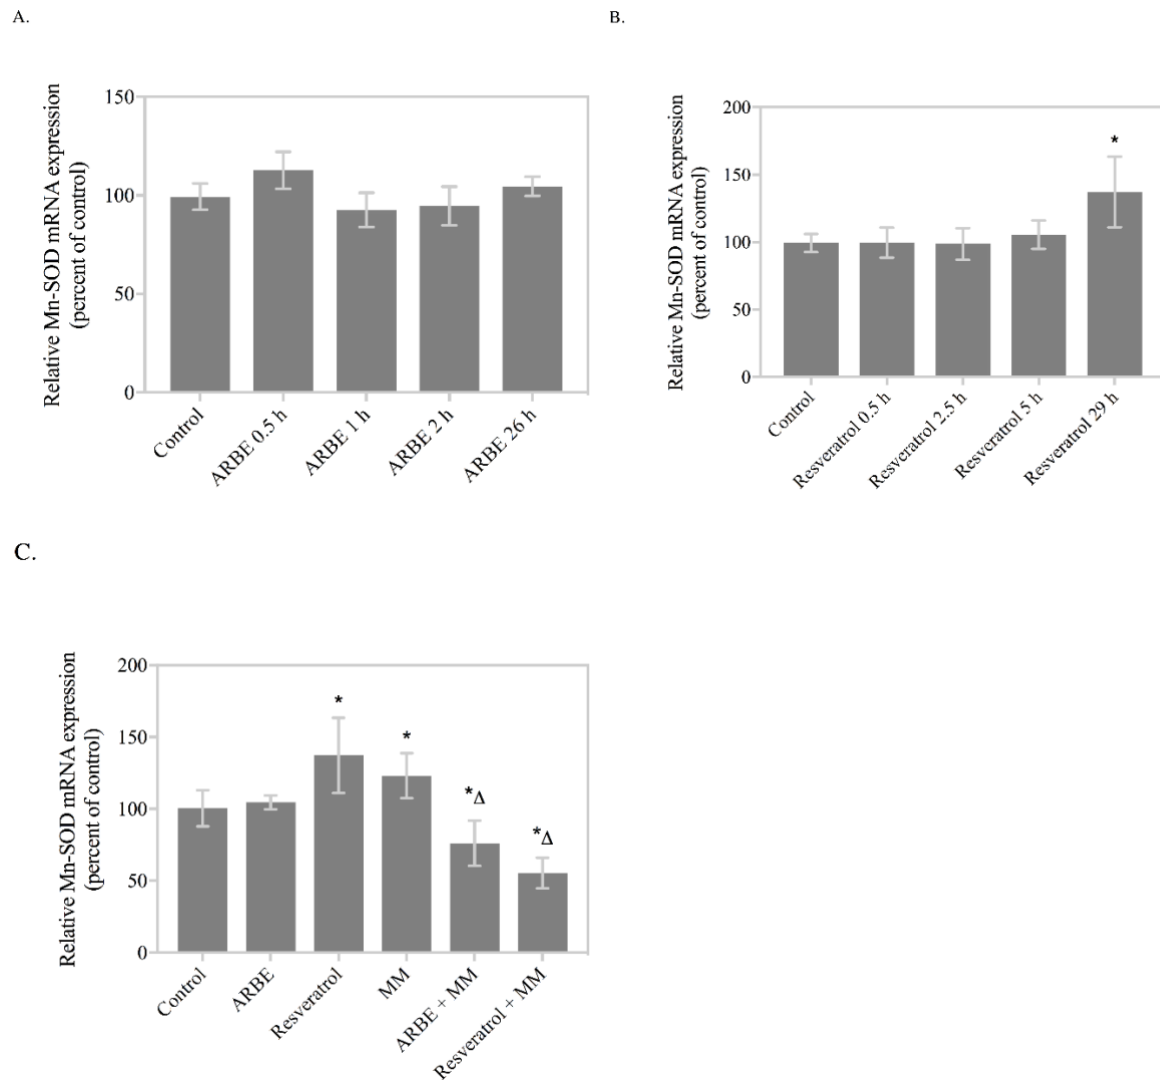 A.
Relative Mn-SOD mRNA expression
(percent of control)
150
100
50
0
Control
ARBE 0.5 h
ARBE 1 h
ARBE 2 h
ARBE 26 h
B.
Relative Mn-SOD mRNA expression
(percent of control)
200
150
100
50
0
*
Control
Resveratrol 0.5 h
Resveratrol 2.5 h
Resveratrol 5 h
Resveratrol 29 h
C.
Relative Mn-SOD mRNA expression
(percent of control)
200
150
100
50
0
*
*
*Δ
*Δ
Control
ARBE
Resveratrol
MM
ARBE + MM
Resveratrol + MM